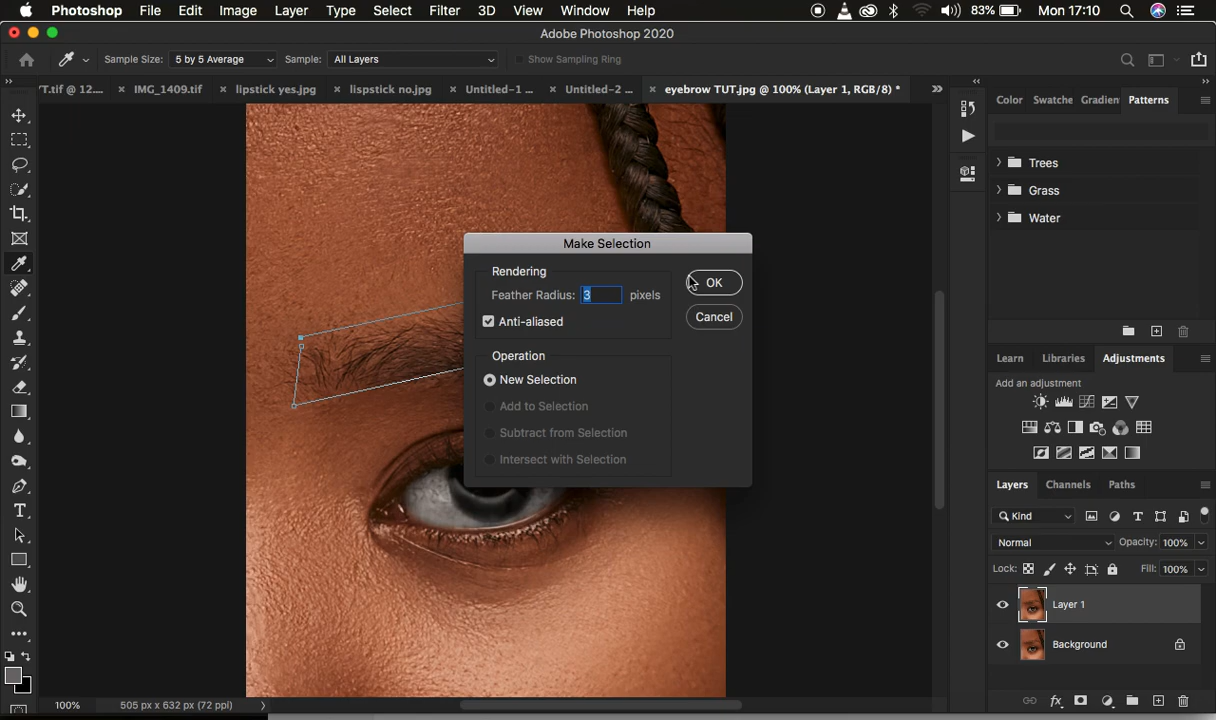 Photoshop File Edit Image Layer Type Select Filter 3D View Window Help 83% Mon 17:10
Adobe Photoshop 2020
Sample Size: 5 by 5 Average Sample: All Layers Show Sampling Ring
/T.tif @ 12.... IMG_1409.tif lipstick yes.jpg lispstick no.jpg Untitled-1 ... Untitled-2 ... eyebrow TUT.jpg @ 100% (Layer 1, RGB/8) *
Color Swatche Gradien Patterns
Trees
Grass
Water
Make Selection
Rendering
Feather Radius: 3 pixels
OK
Anti-aliased
Cancel
Operation
New Selection
Add to Selection
Subtract from Selection
Intersect with Selection
Learn Libraries Adjustments
Add an adjustment
Layers Channels Paths
Kind
Normal Opacity: 100%
Lock: Fill: 100%
Layer 1
Background
100% 505 px x 632 px (72 ppi)